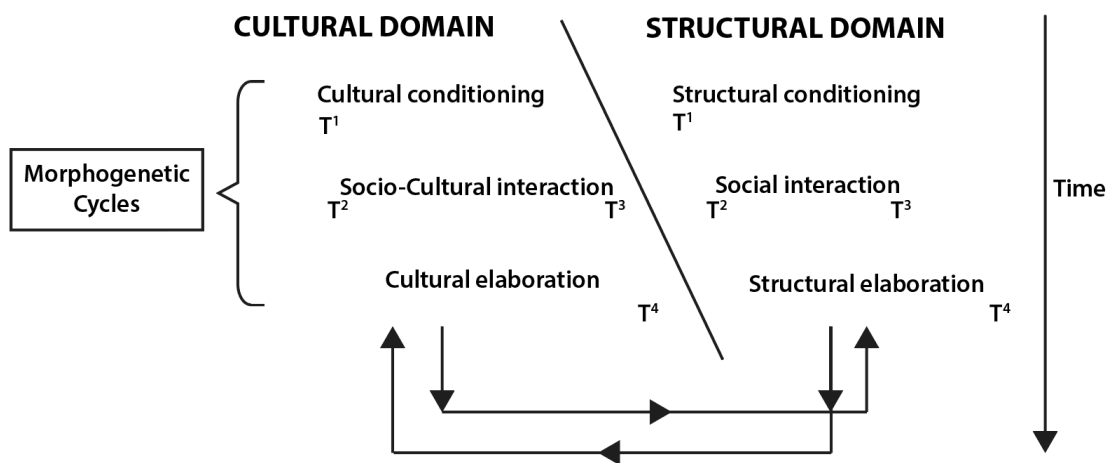 CULTURAL DOMAIN
STRUCTURAL DOMAIN
Cultural conditioning
T¹
Structural conditioning
T¹
Morphogenetic
Cycles
Socio-Cultural interaction
T² T³
Social interaction
T² T³
Time
Cultural elaboration
T⁴
Structural elaboration
T⁴